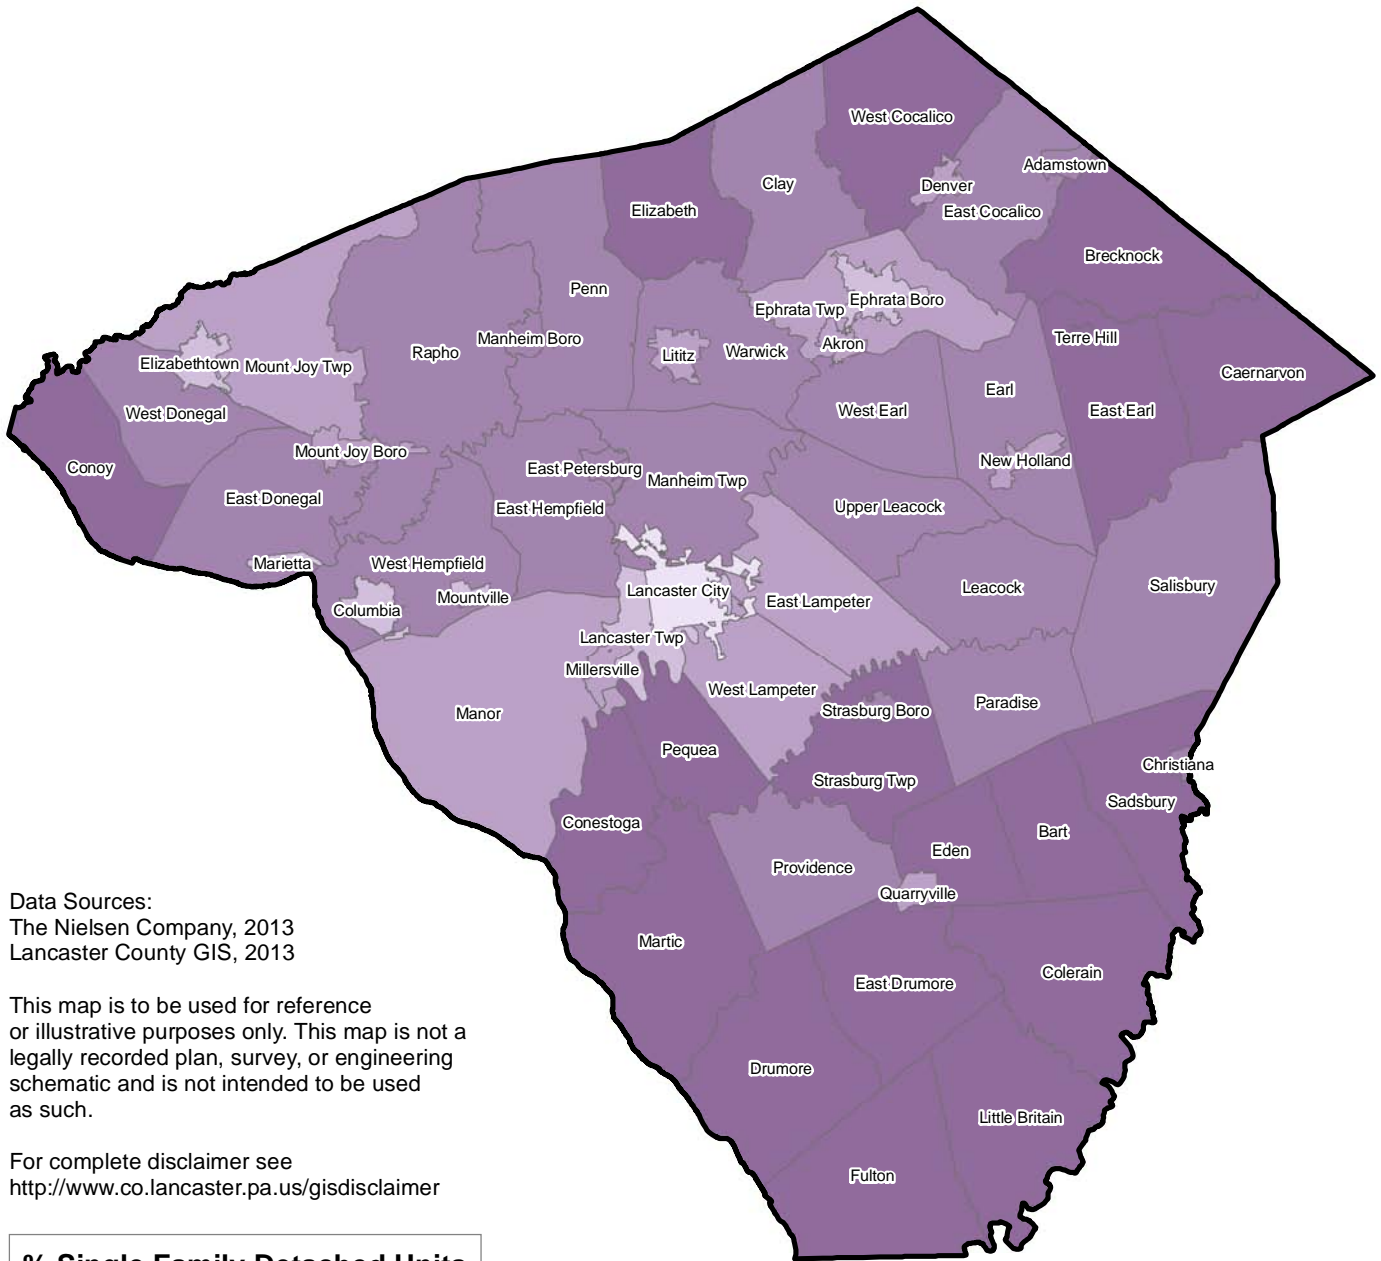 West Cocalico
Adamstown
Clay
Denver
Elizabeth
East Cocalico
Brecknock
Penn
Ephrata Boro
Ephrata Twp
Terre Hill
Manheim Boro
Akron
Rapho
Lititz
Warwick
Elizabethtown
Mount Joy Twp
Caernarvon
Earl
West Donegal
West Earl
East Earl
Mount Joy Boro
New Holland
Conoy
East Petersburg
Manheim Twp
East Donegal
East Hempfield
Upper Leacock
Marietta
West Hempfield
Leacock
Salisbury
Lancaster City
Mountville
East Lampeter
Columbia
Lancaster Twp
Millersville
West Lampeter
Paradise
Manor
Strasburg Boro
Pequea
Christiana
Strasburg Twp
Sadsbury
Conestoga
Bart
Eden
Providence
Quarryville
Martic
Colerain
East Drumore
Drumore
Little Britain
Fulton
Data Sources:
The Nielsen Company, 2013
Lancaster County GIS, 2013
This map is to be used for reference
or illustrative purposes only. This map is not a
legally recorded plan, survey, or engineering
schematic and is not intended to be used
as such.
For complete disclaimer see
http://www.co.lancaster.pa.us/gisdisclaimer
% Single Family Detached Units